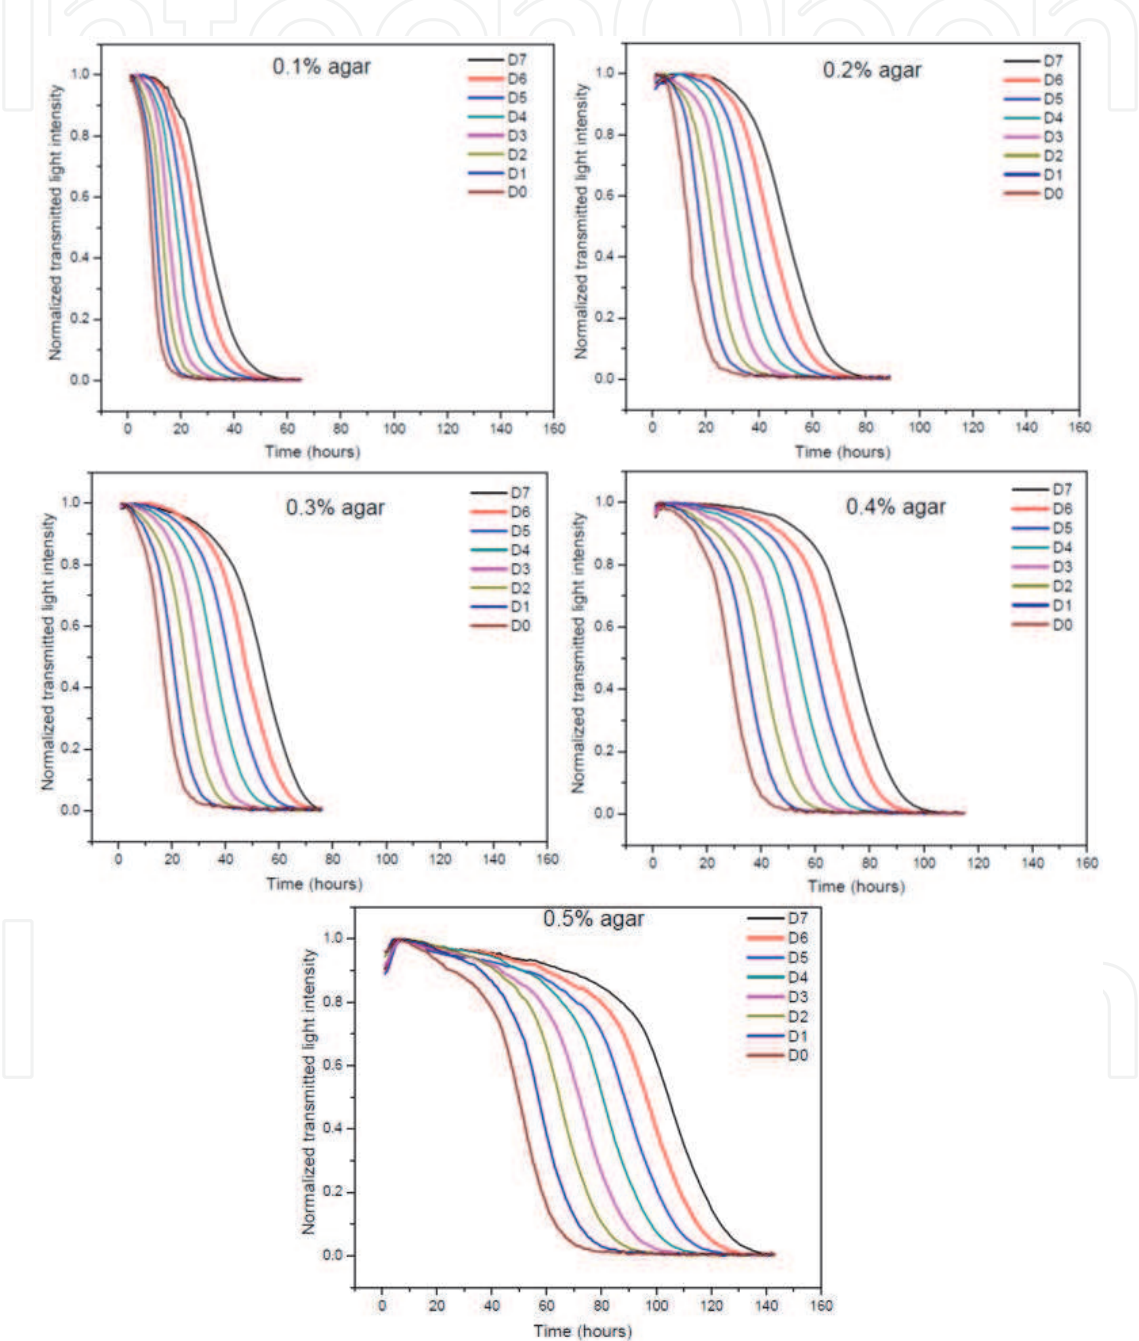 0.1% agar
D7
D6
D5
D4
D3
D2
D1
D0
1.0
0.8
0.6
0.4
0.2
0.0
Normalized transmitted light intensity
0 20 40 60 80 100 120 140 160
Time (hours)
0.2% agar
D7
D6
D5
D4
D3
D2
D1
D0
1.0
0.8
0.6
0.4
0.2
0.0
Normalized transmitted light intensity
0 20 40 60 80 100 120 140 160
Time (hours)
0.3% agar
D7
D6
D5
D4
D3
D2
D1
D0
1.0
0.8
0.6
0.4
0.2
0.0
Normalized transmitted light intensity
0 20 40 60 80 100 120 140 160
Time (hours)
0.4% agar
D7
D6
D5
D4
D3
D2
D1
D0
1.0
0.8
0.6
0.4
0.2
0.0
Normalized transmitted light intensity
0 20 40 60 80 100 120 140 160
Time (hours)
0.5% agar
D7
D6
D5
D4
D3
D2
D1
D0
1.0
0.8
0.6
0.4
0.2
0.0
Normalized transmitted light intensity
0 20 40 60 80 100 120 140 160
Time (hours)